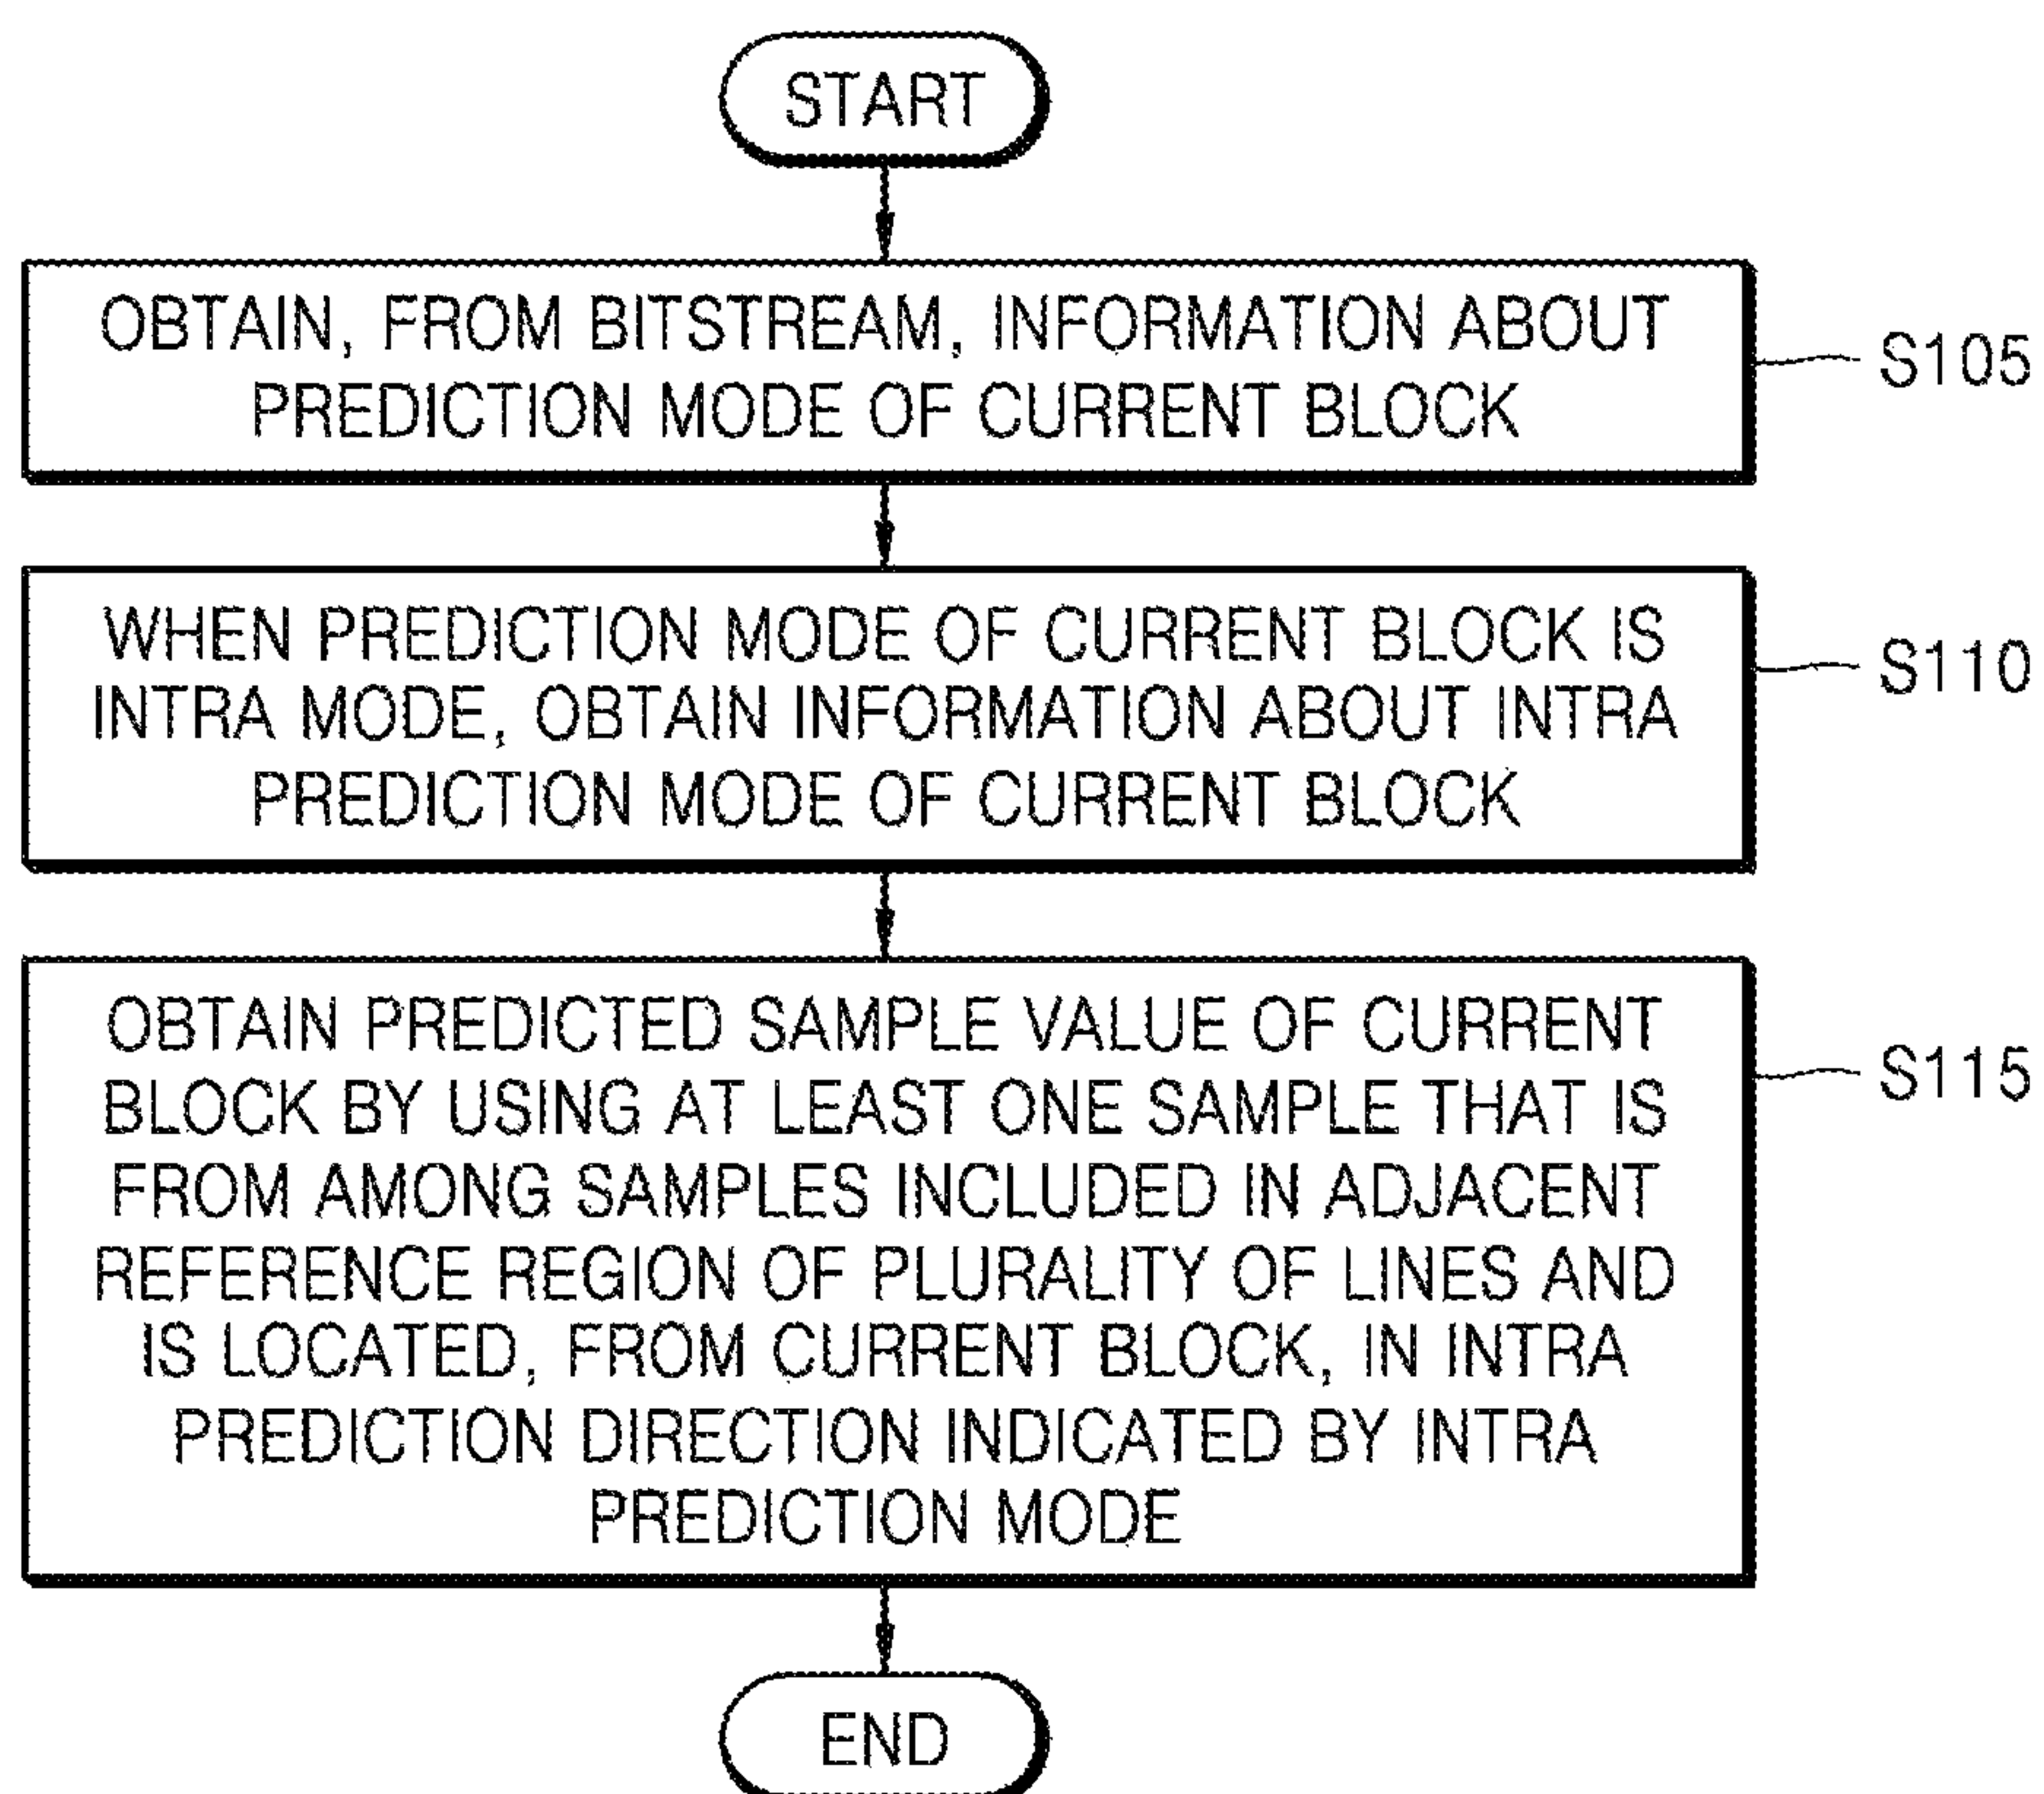 START
OBTAIN, FROM BITSTREAM, INFORMATION ABOUT
PREDICTION MODE OF CURRENT BLOCK
S105
WHEN PREDICTION MODE OF CURRENT BLOCK IS
INTRA MODE, OBTAIN INFORMATION ABOUT INTRA
PREDICTION MODE OF CURRENT BLOCK
S110
OBTAIN PREDICTED SAMPLE VALUE OF CURRENT
BLOCK BY USING AT LEAST ONE SAMPLE THAT IS
FROM AMONG SAMPLES INCLUDED IN ADJACENT
REFERENCE REGION OF PLURALITY OF LINES AND
IS LOCATED, FROM CURRENT BLOCK, IN INTRA
PREDICTION DIRECTION INDICATED BY INTRA
PREDICTION MODE
S115
END